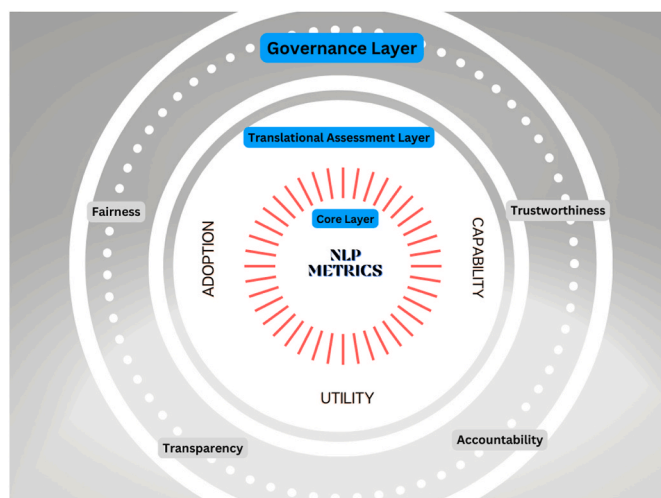 Governance Layer
Translational Assessment Layer
Fairness
Trustworthiness
Core Layer
ADOPTION
NLP
METRICS
CAPABILITY
UTILITY
Transparency
Accountability